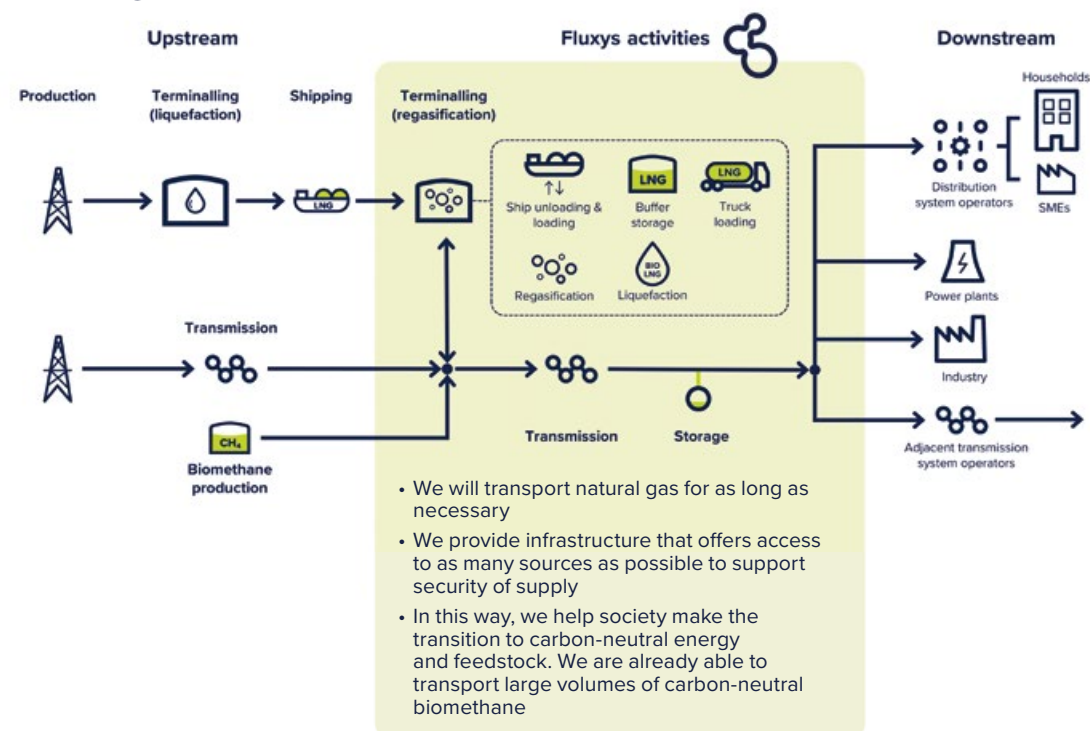 Upstream
Fluxys activities
Downstream
Production
Terminalling
(liquefaction)
Shipping
Terminalling
(regasification)
Households
LNG
LNG
LNG
Ship unloading &
loading
Buffer
storage
Truck
loading
Distribution
system operators
SMEs
BIO
LNG
Regasification
Liquefaction
Power plants
Transmission
Industry
CH₄
Biomethane
production
Transmission
Storage
Adjacent transmission
system operators
• We will transport natural gas for as long as
necessary
• We provide infrastructure that offers access
to as many sources as possible to support
security of supply
• In this way, we help society make the
transition to carbon-neutral energy
and feedstock. We are already able to
transport large volumes of carbon-neutral
biomethane